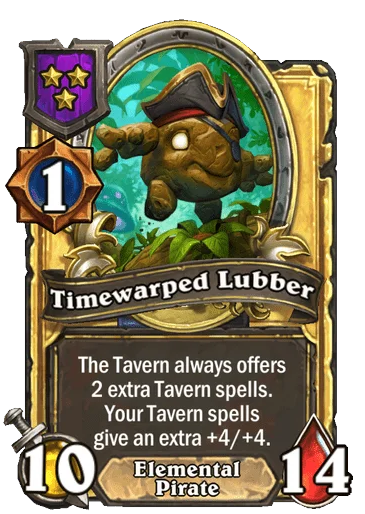 1
Timewarped Lubber
The Tavern always offers
2 extra Tavern spells.
Your Tavern spells
give an extra +4/+4.
10
Elemental
Pirate
14